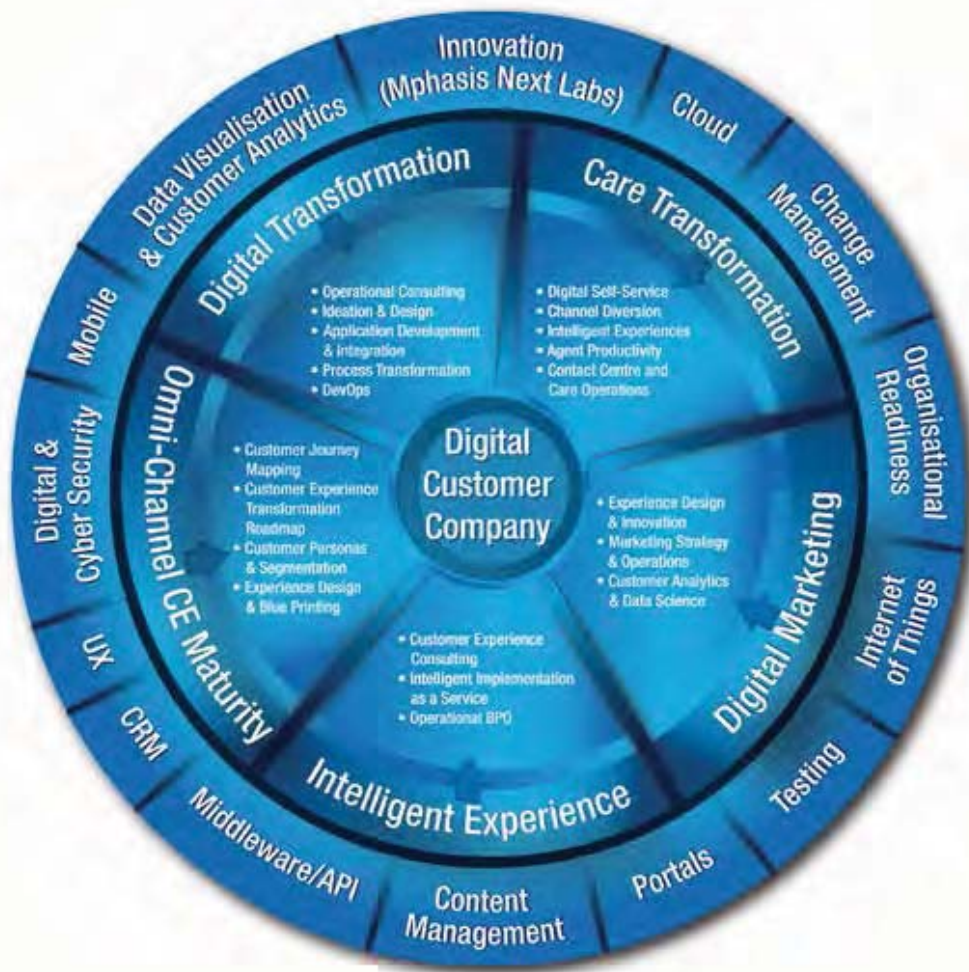 Innovation
(Mphasis Next Labs)
Cloud
Change
Management
Organisational
Readiness
Internet
of Things
Testing
Portals
Content
Management
Middleware/API
CRM
UX
Digital &
Cyber Security
Mobile
Data Visualisation
& Customer Analytics
Digital Transformation
• Operational Consulting
• Ideation & Design
• Application Development
& Integration
• Process Transformation
• DevOps
Care Transformation
• Digital Self-Service
• Channel Diversion
• Intelligent Experiences
• Agent Productivity
• Contact Centre and
Care Operations
Digital Marketing
• Experience Design
& Innovation
• Marketing Strategy
& Operations
• Customer Analytics
& Data Science
Intelligent Experience
• Customer Experience
Consulting
• Intelligent Implementation
as a Service
• Operational BPO
Omni-Channel CE Maturity
• Customer Journey
Mapping
• Customer Experience
Transformation
Roadmap
• Customer Personas
& Segmentation
• Experience Design
& Blue Printing
Digital
Customer
Company